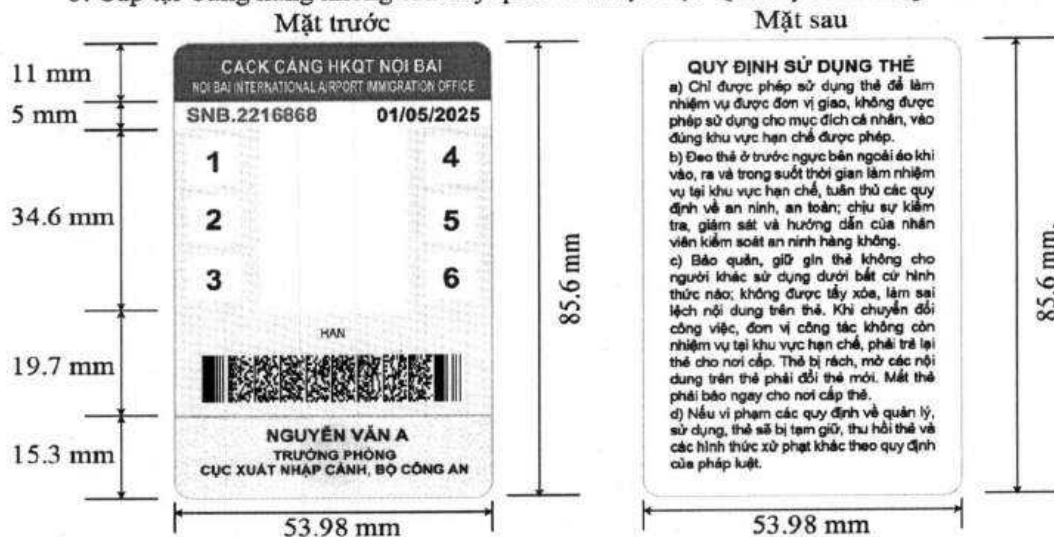 Mặt trước
Mặt sau
11 mm
5 mm
34.6 mm
19.7 mm
15.3 mm
CACK CẢNG HKQT NỘI BÀI
NOI BAI INTERNATIONAL AIRPORT IMMIGRATION OFFICE
SNB.2216868 01/05/2025
1 4
2 5
3 6
HAN
NGUYỄN VĂN A
TRƯỞNG PHÒNG
CỤC XUẤT NHẬP CẢNH, BỘ CÔNG AN
53.98 mm
85.6 mm
QUY ĐỊNH SỬ DỤNG THẺ
a) Chỉ được phép sử dụng thẻ để làm
nhiệm vụ được đơn vị giao, không được
phép sử dụng cho mục đích cá nhân, vào
đúng khu vực hạn chế được phép.
b) Đeo thẻ ở trước ngực bên ngoài áo khi
vào, ra và trong suốt thời gian làm nhiệm
vụ tại khu vực hạn chế, tuân thủ các quy
định về an ninh, an toàn; chịu sự kiểm
tra, giám sát và hướng dẫn của nhân
viên kiểm soát an ninh hàng không.
c) Bảo quản, giữ gìn thẻ không cho
người khác sử dụng dưới bất cứ hình
thức nào; không được tẩy xóa, làm sai
lệch nội dung trên thẻ. Khi chuyển đổi
công việc, đơn vị công tác không còn
nhiệm vụ tại khu vực hạn chế, phải trả lại
thẻ cho nơi cấp. Thẻ bị rách, mờ các nội
dung trên thẻ phải đổi thẻ mới. Mất thẻ
phải báo ngay cho nơi cấp thẻ.
d) Nếu vi phạm các quy định về quản lý,
sử dụng, thẻ sẽ bị tạm giữ, thu hồi thẻ và
các hình thức xử phạt khác theo quy định
của pháp luật.
53.98 mm
85.6 mm